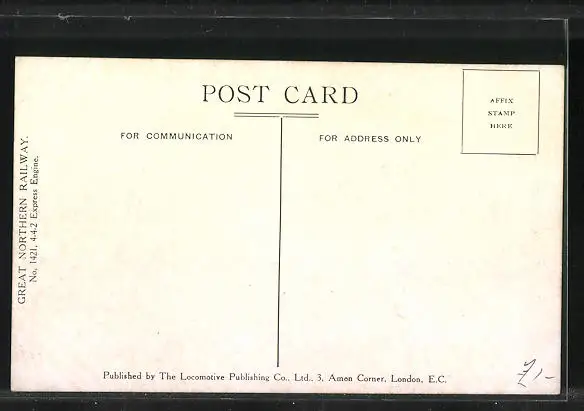 POST CARD
AFFIX
STAMP
HERE
FOR COMMUNICATION
FOR ADDRESS ONLY
GREAT NORTHERN RAILWAY.
No. 1421, 4-4-2 Express Engine.
Published by The Locomotive Publishing Co., Ltd., 3, Amen Corner, London, E.C.